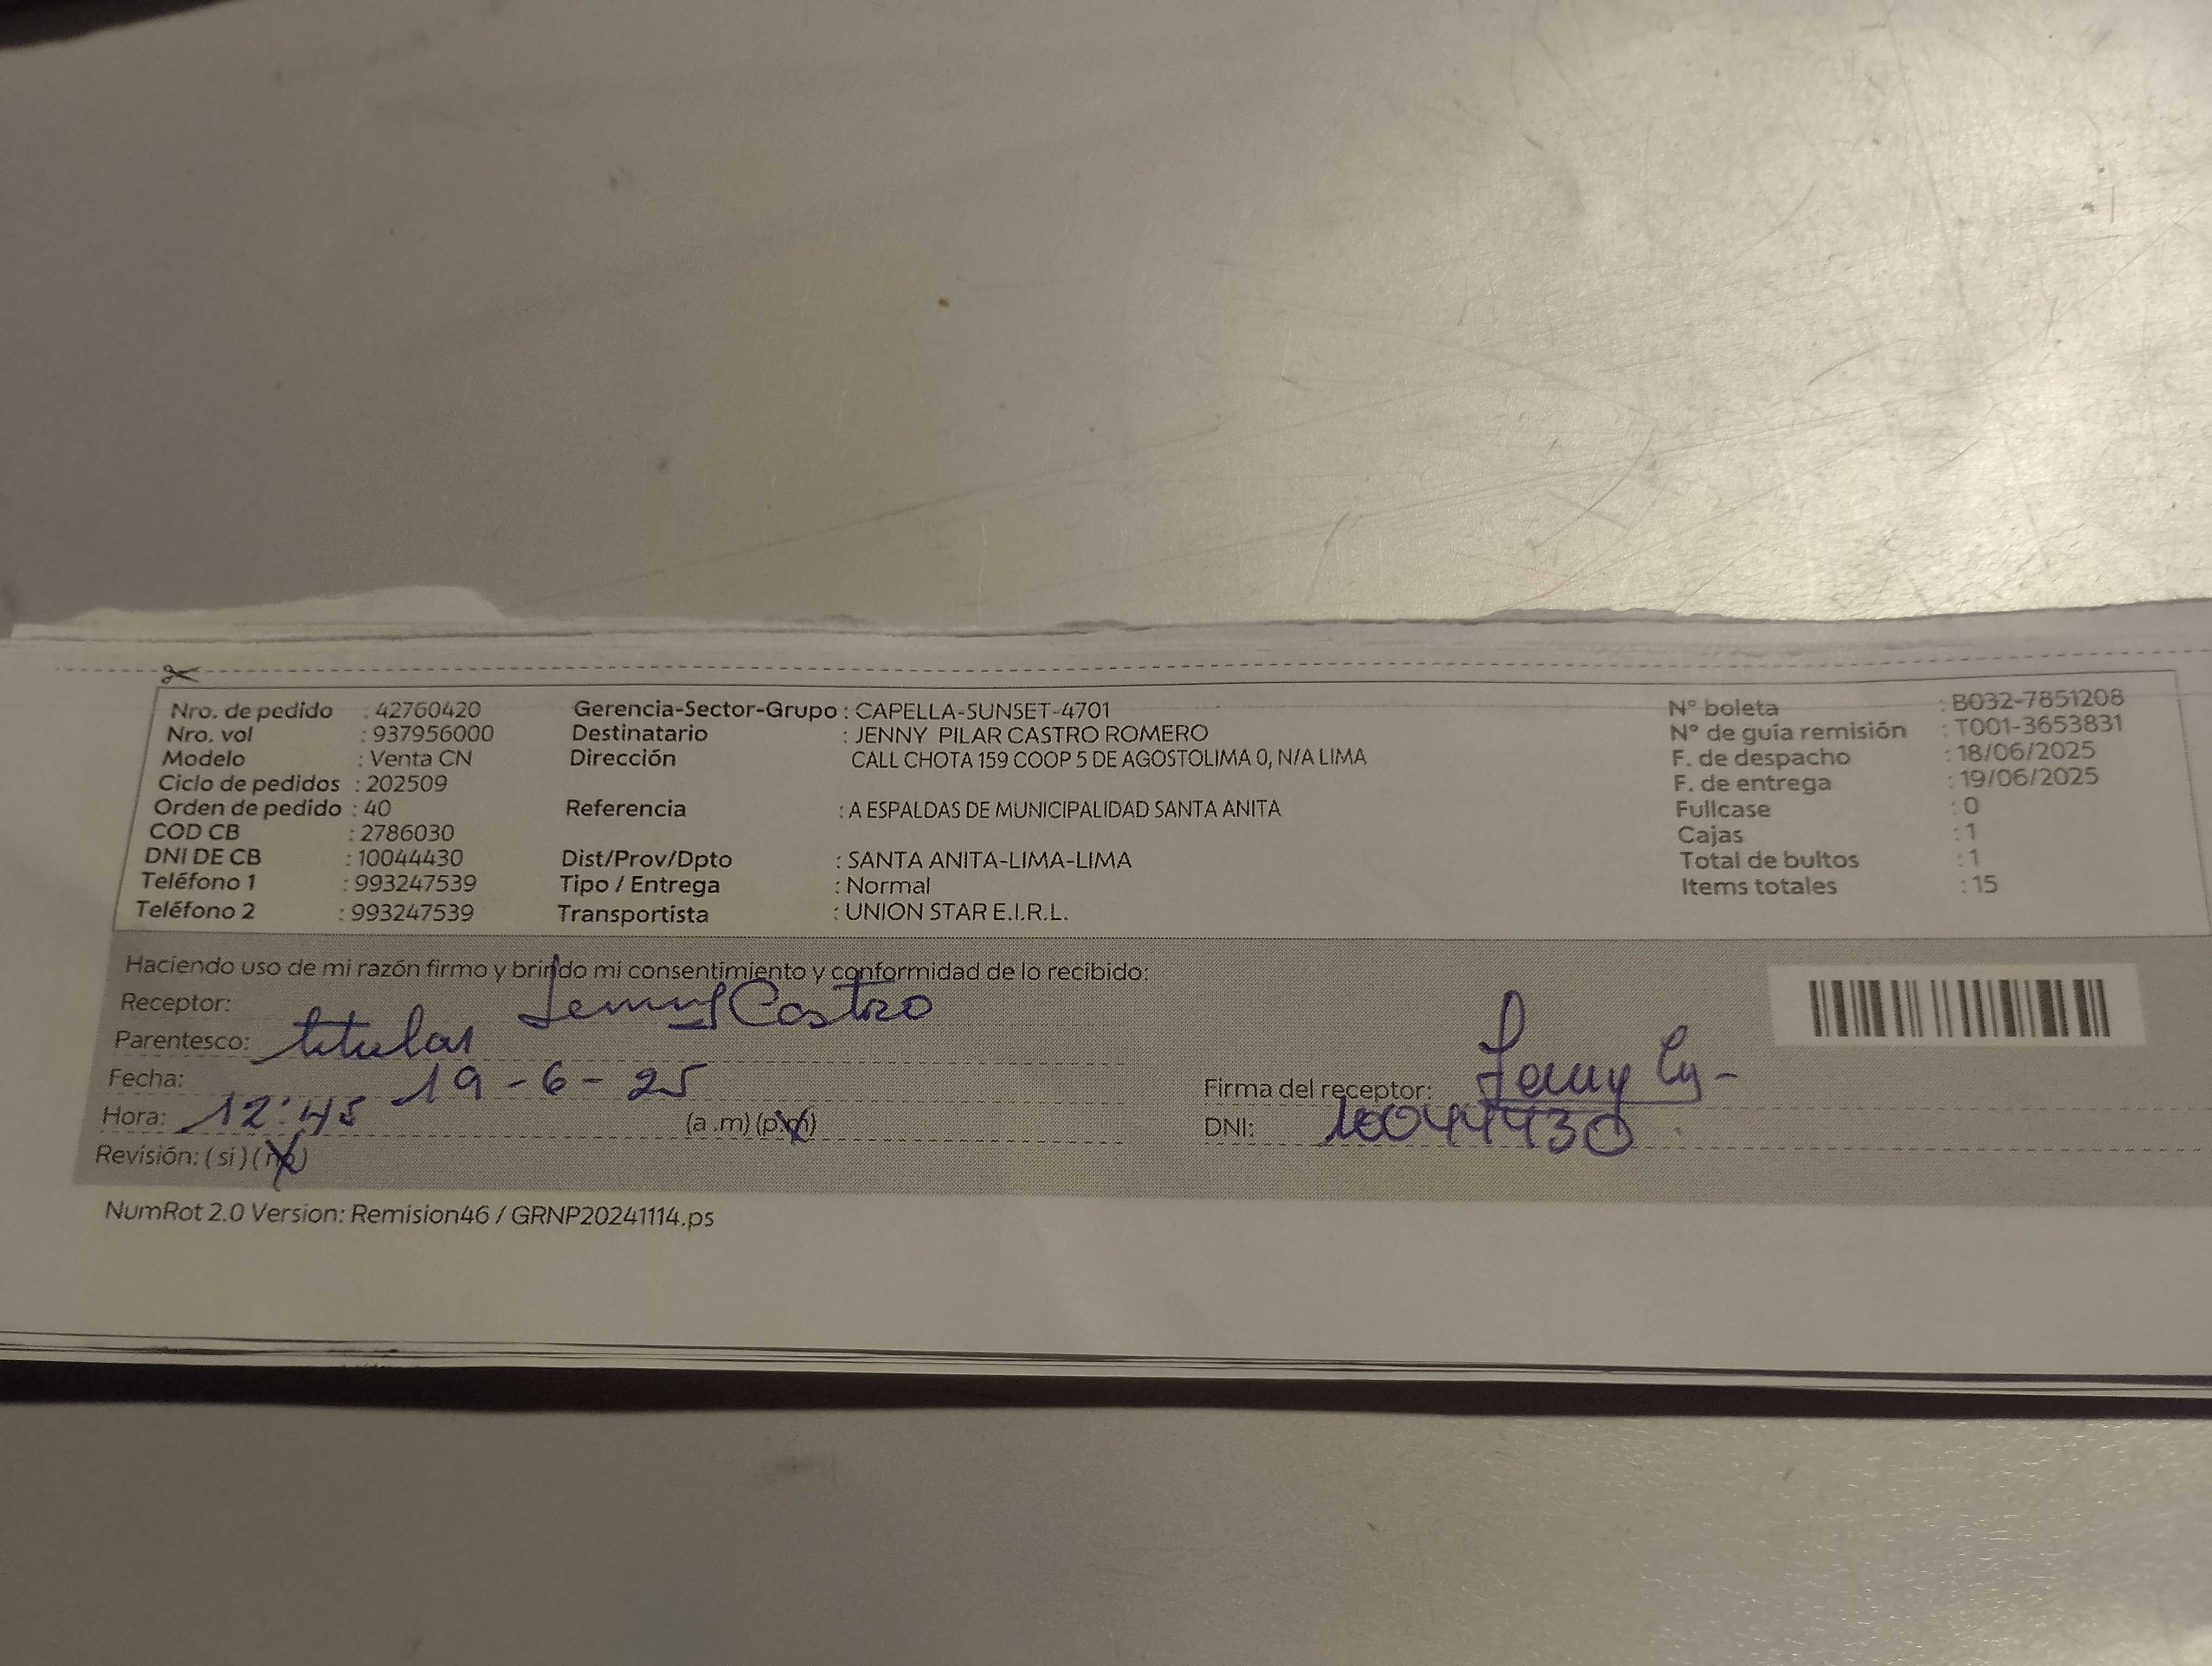 Nro. de pedido : 42760420
Nro. vol : 937956000
Modelo : Venta CN
Ciclo de pedidos : 202509
Orden de pedido : 40
COD CB : 2786030
DNI DE CB : 10044430
Teléfono 1 : 993247539
Teléfono 2 : 993247539
Gerencia-Sector-Grupo : CAPELLA-SUNSET-4701
Destinatario : JENNY PILAR CASTRO ROMERO
Dirección CALL CHOTA 159 COOP 5 DE AGOSTOLIMA 0, N/A LIMA
Referencia : A ESPALDAS DE MUNICIPALIDAD SANTA ANITA
Dist/Prov/Dpto : SANTA ANITA-LIMA-LIMA
Tipo / Entrega : Normal
Transportista : UNION STAR E.I.R.L.
N° boleta : B032-7851208
N° de guía remisión : T001-3653831
F. de despacho : 18/06/2025
F. de entrega : 19/06/2025
Fullcase : 0
Cajas : 1
Total de bultos : 1
Items totales : 15
Haciendo uso de mi razón firmo y brindo mi consentimiento y conformidad de lo recibido:
Receptor: Jenny Castro
Parentesco: titular
Fecha: 19-6-25
Hora: 12:45 (a .m) (p.m)
Revisión: ( si ) ( no )
Firma del receptor: Jenny
DNI: 10044430
NumRot 2.0 Version: Remision46 / GRNP20241114.ps